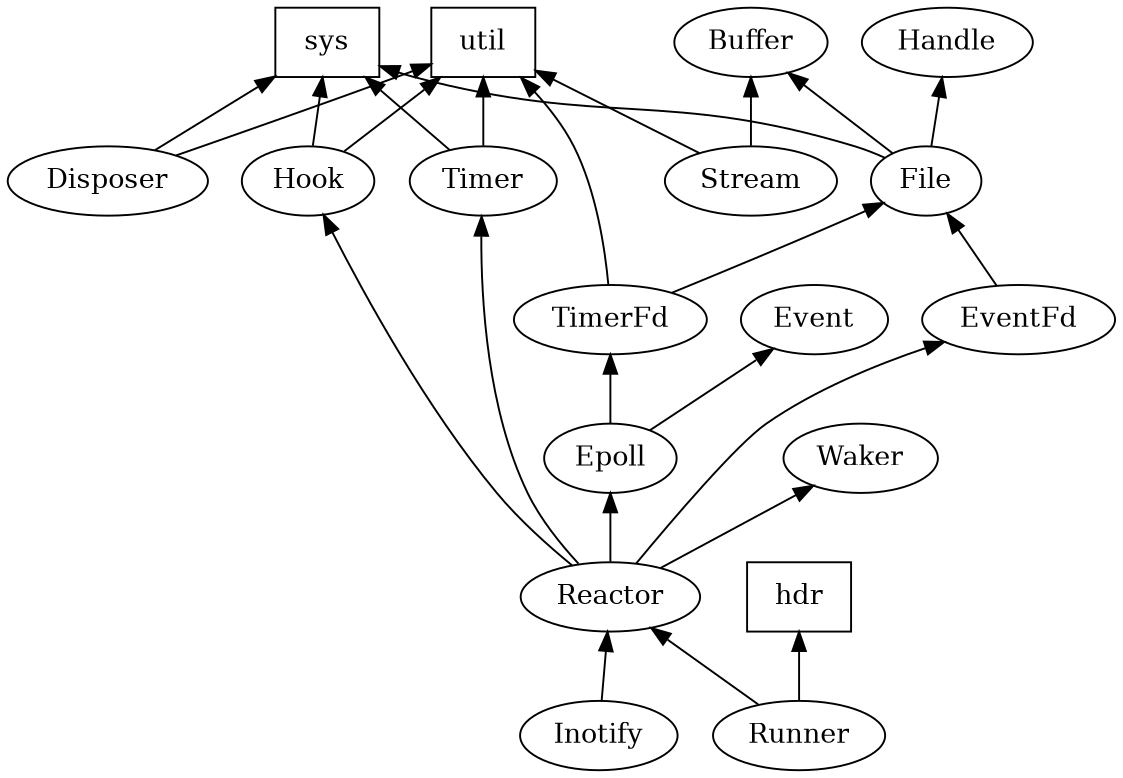 sys
util
Buffer
Handle
Disposer
Hook
Timer
Stream
File
TimerFd
Event
EventFd
Epoll
Waker
Reactor
hdr
Inotify
Runner